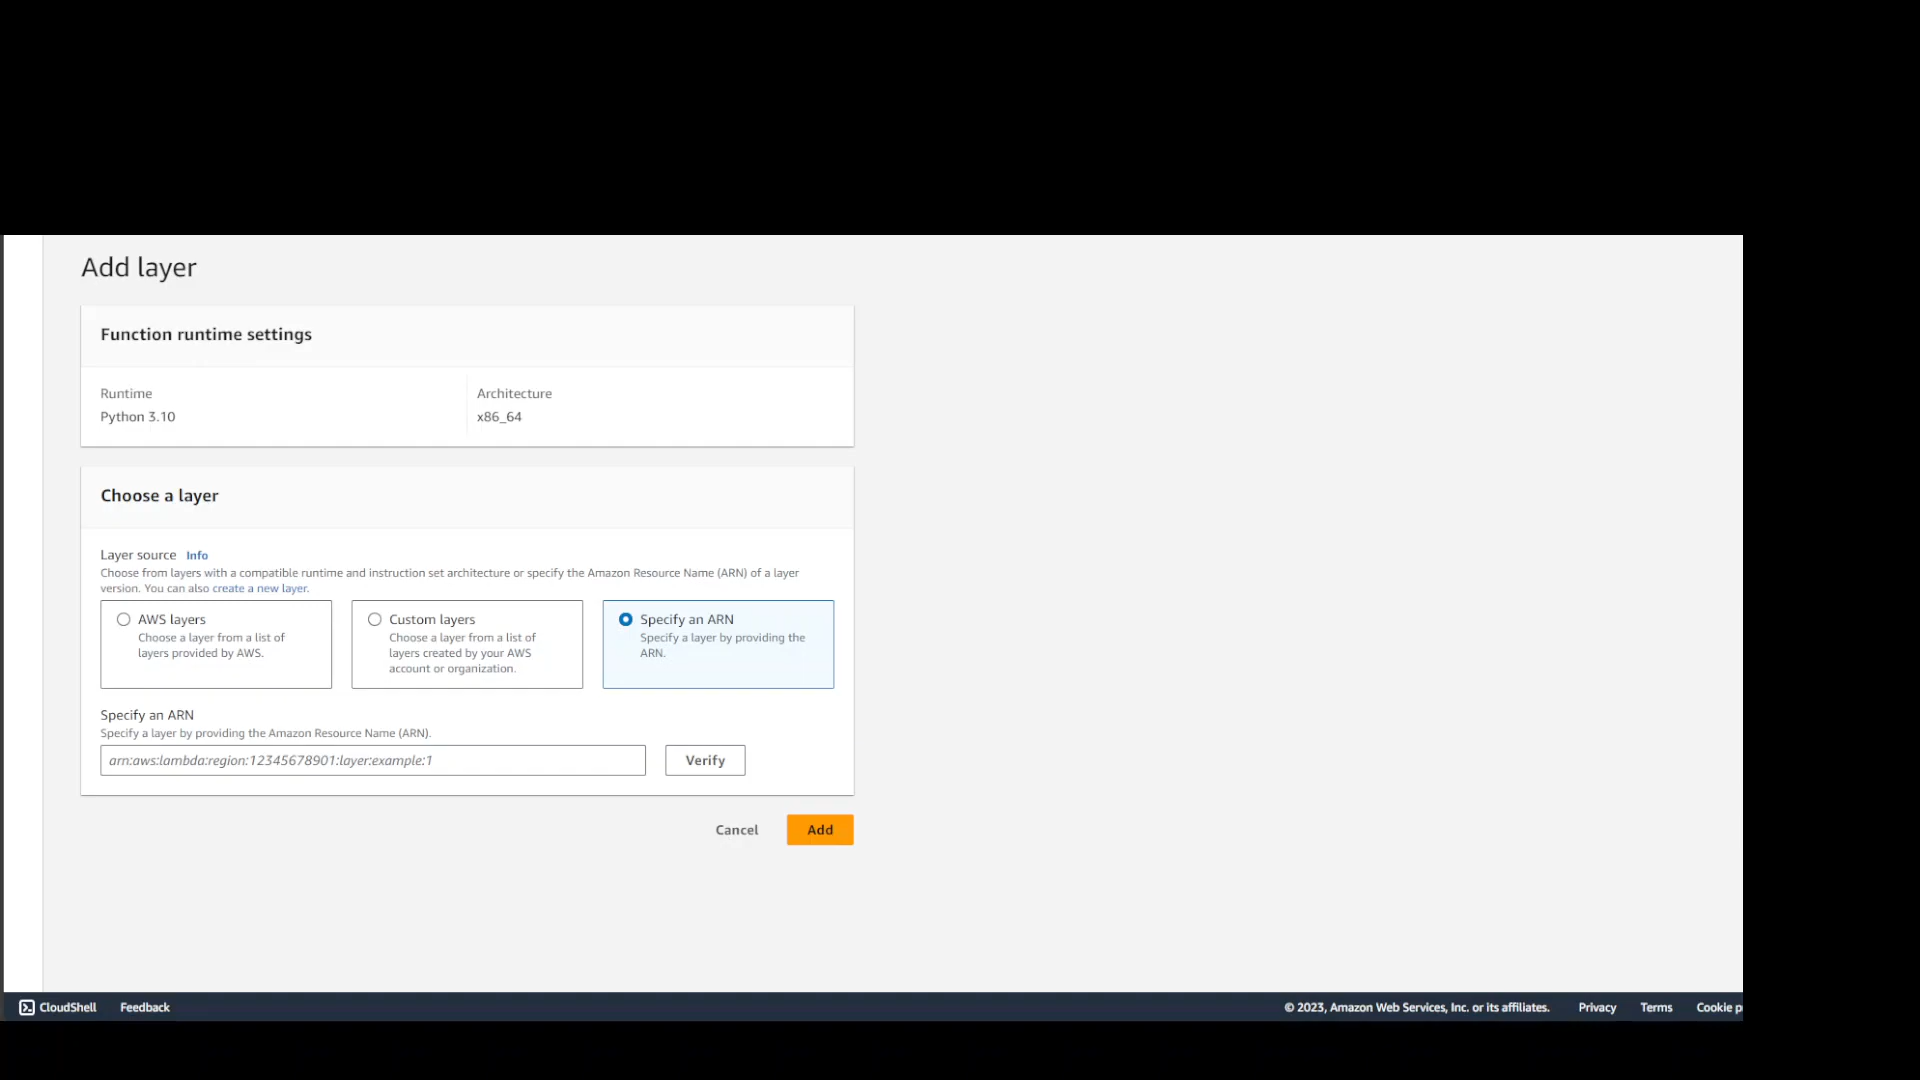 Add layer
Function runtime settings
Runtime
Python 3.10
Architecture
x86_64
Choose a layer
Layer source Info
Choose from layers with a compatible runtime and instruction set architecture or specify the Amazon Resource Name (ARN) of a layer
version. You can also create a new layer.
AWS layers
Choose a layer from a list of
layers provided by AWS.
Custom layers
Choose a layer from a list of
layers created by your AWS
account or organization.
Specify an ARN
Specify a layer by providing the
ARN.
Specify an ARN
Specify a layer by providing the Amazon Resource Name (ARN).
arn:aws:lambda:region:12345678901:layer:example:1
Verify
Cancel Add
CloudShell Feedback © 2023, Amazon Web Services, Inc. or its affiliates. Privacy Terms Cookie p